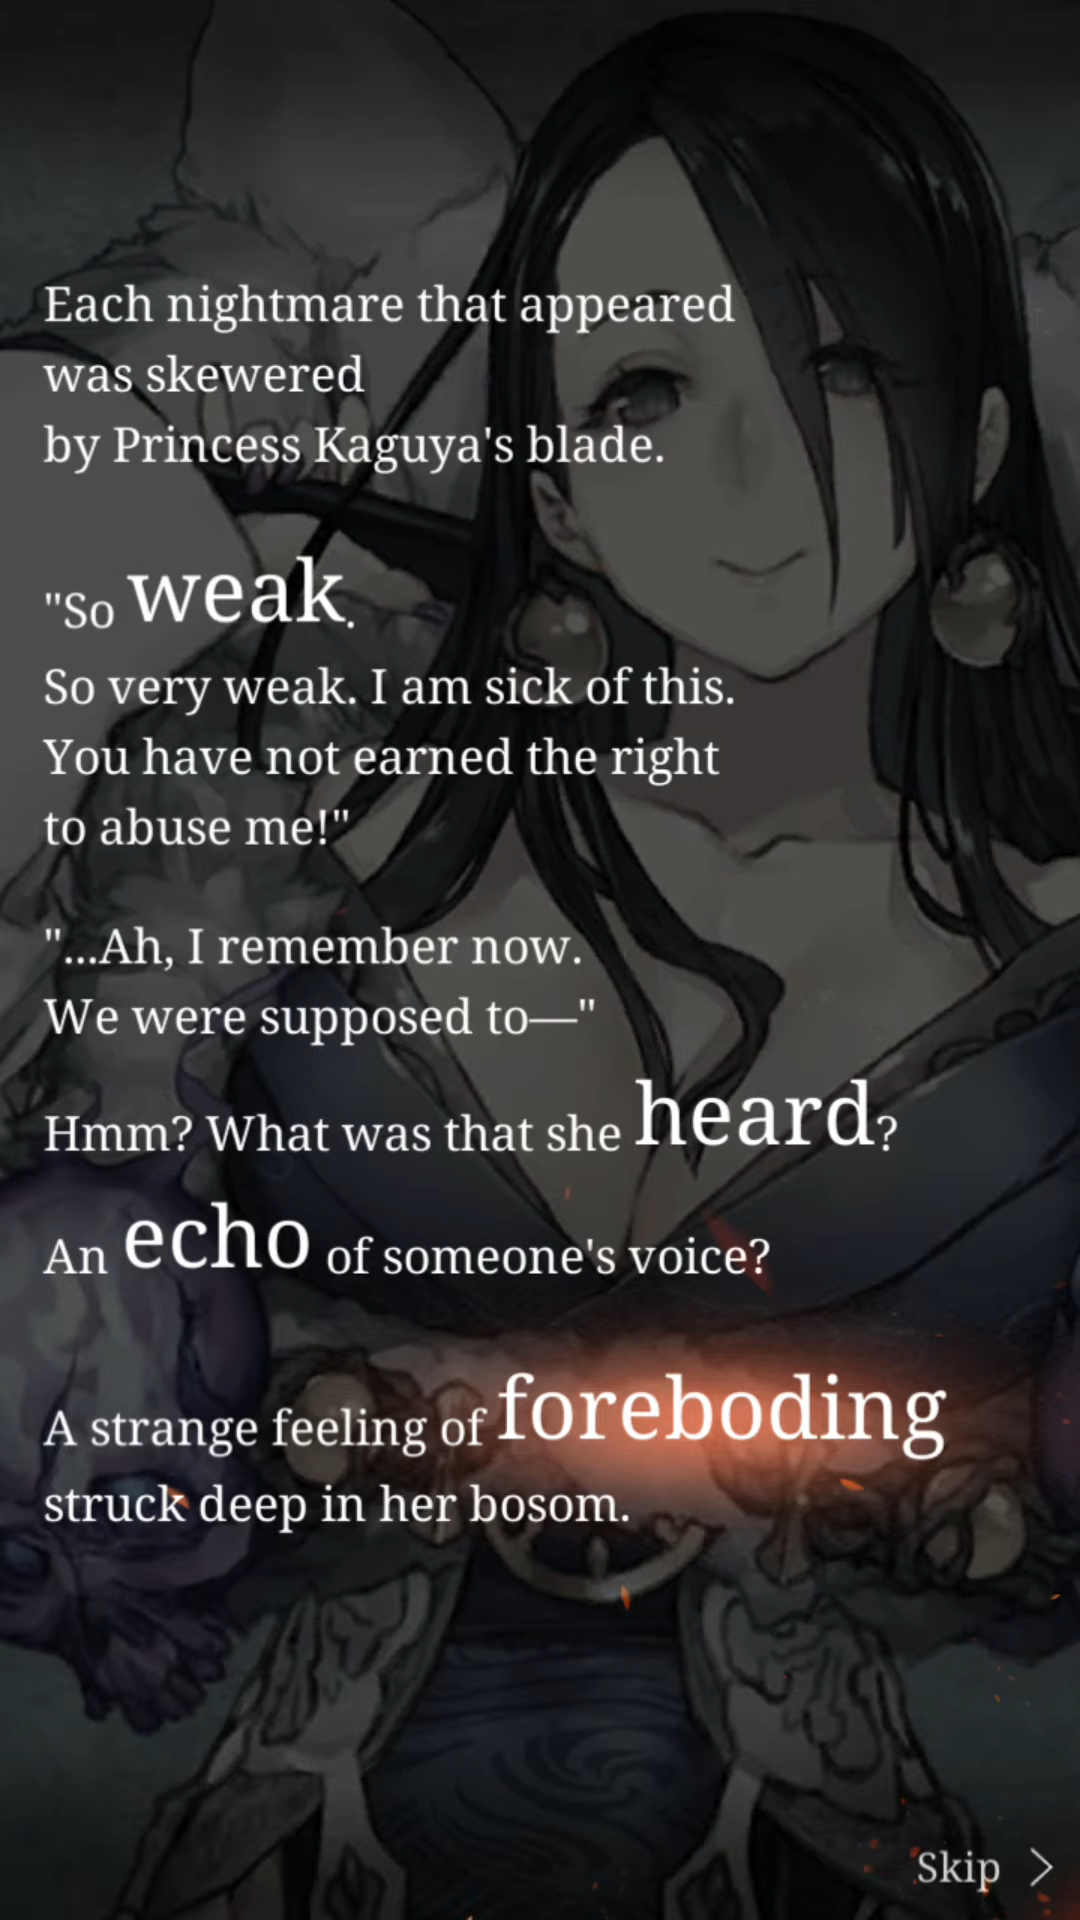 Each nightmare that appeared
was skewered
by Princess Kaguya's blade.
"So weak.
So very weak. I am sick of this.
You have not earned the right
to abuse me!"
"...Ah, I remember now.
We were supposed to—"
Hmm? What was that she heard?
An echo of someone's voice?
A strange feeling of foreboding
struck deep in her bosom.
Skip >